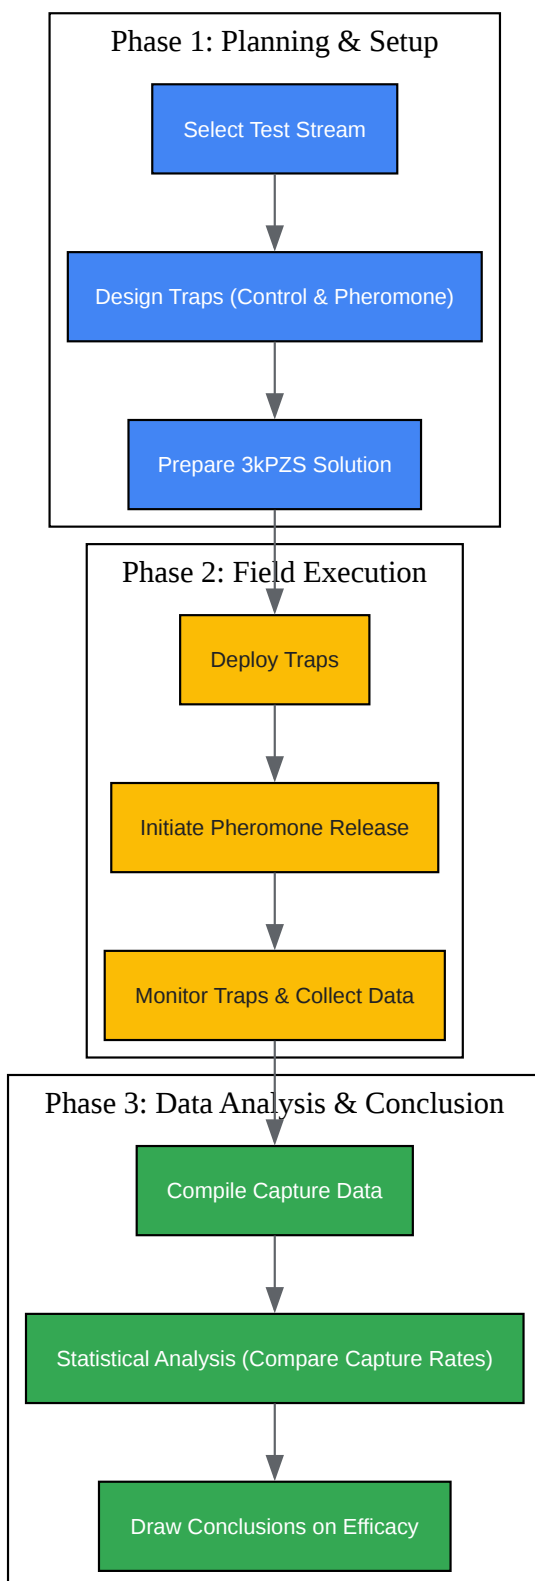 Phase 1: Planning & Setup
Select Test Stream
Design Traps (Control & Pheromone)
Prepare 3kPZS Solution
Phase 2: Field Execution
Deploy Traps
Initiate Pheromone Release
Monitor Traps & Collect Data
Phase 3: Data Analysis & Conclusion
Compile Capture Data
Statistical Analysis (Compare Capture Rates)
Draw Conclusions on Efficacy